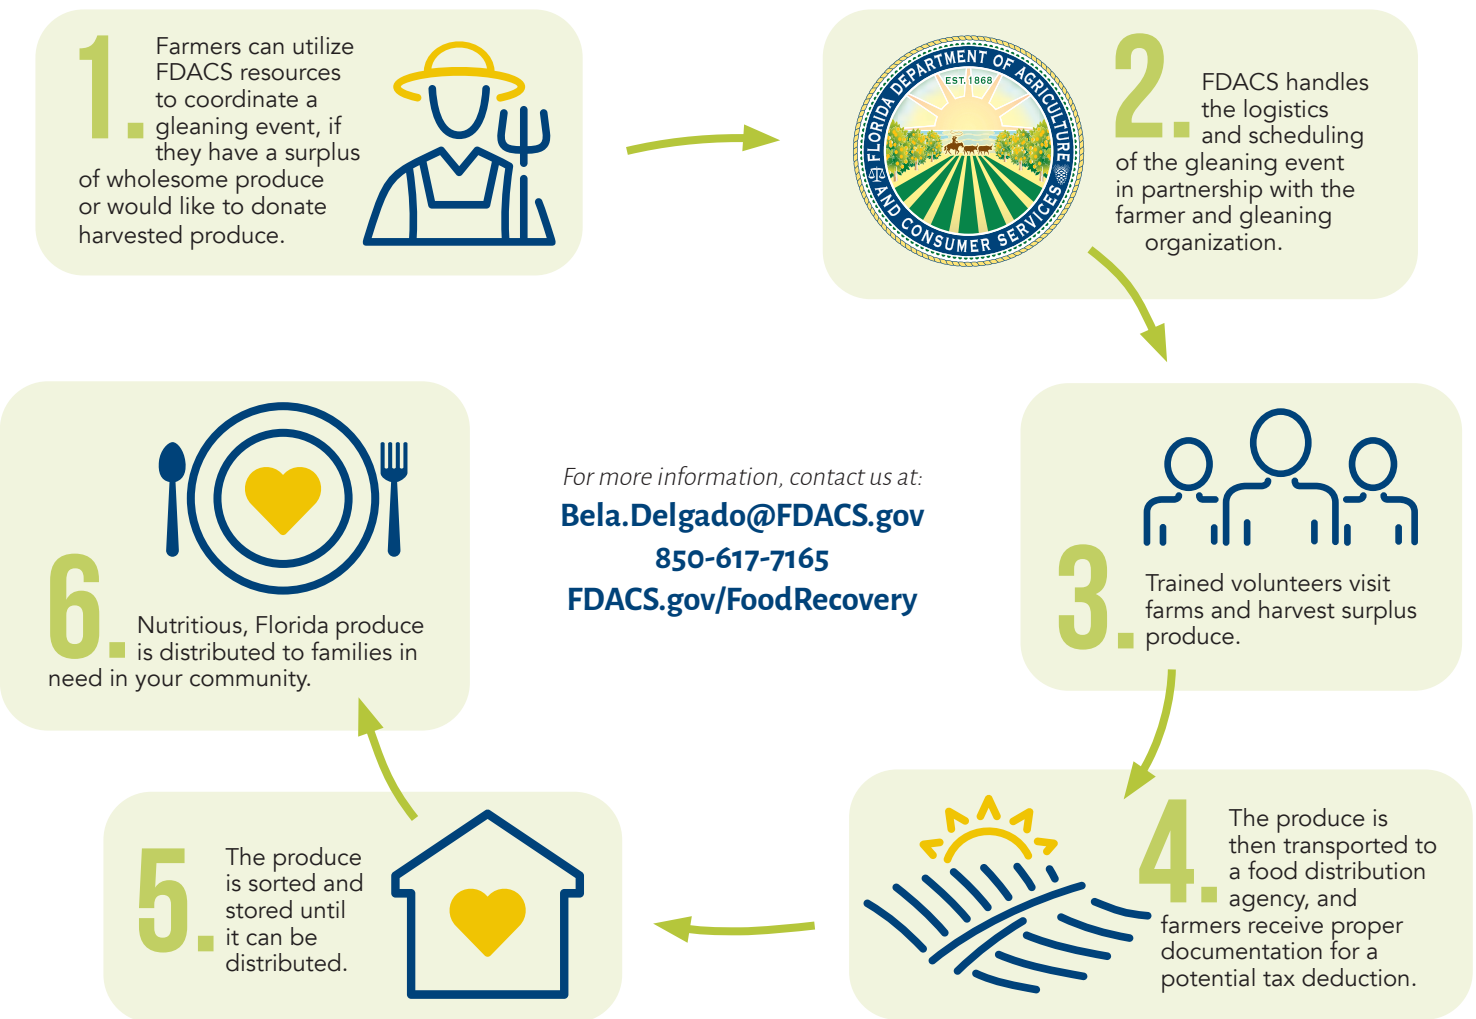 1.
Farmers can utilize
FDACS resources
to coordinate a
gleaning event, if
they have a surplus
of wholesome produce
or would like to donate
harvested produce.
FLORIDA DEPARTMENT OF AGRICULTURE
AND CONSUMER SERVICES
EST. 1868
2.
FDACS handles
the logistics
and scheduling
of the gleaning event
in partnership with the
farmer and gleaning
organization.
3.
Trained volunteers visit
farms and harvest surplus
produce.
4.
The produce is
then transported to
a food distribution
agency, and
farmers receive proper
documentation for a
potential tax deduction.
5.
The produce
is sorted and
stored until
it can be
distributed.
6.
Nutritious, Florida produce
is distributed to families in
need in your community.
For more information, contact us at:
Bela.Delgado@FDACS.gov
850-617-7165
FDACS.gov/FoodRecovery